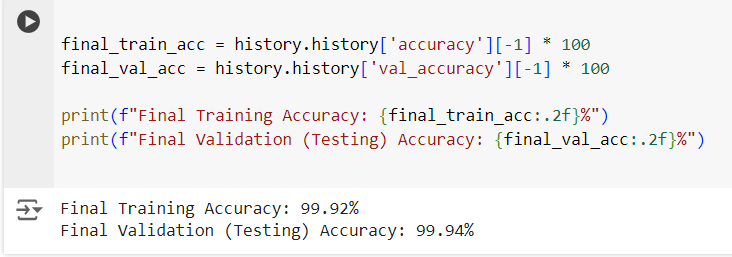 final_train_acc = history.history['accuracy'][-1] * 100
final_val_acc = history.history['val_accuracy'][-1] * 100
print(f"Final Training Accuracy: {final_train_acc:.2f}%")
print(f"Final Validation (Testing) Accuracy: {final_val_acc:.2f}%")
Final Training Accuracy: 99.92%
Final Validation (Testing) Accuracy: 99.94%